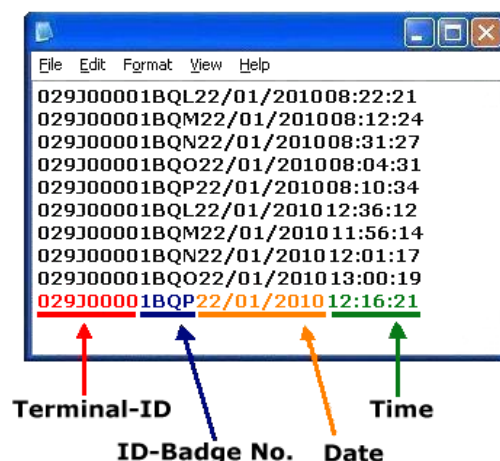 File Edit Format View Help
029J00001BQL22/01/201008:22:21
029J00001BQM22/01/201008:12:24
029J00001BQN22/01/201008:31:27
029J00001BQO22/01/201008:04:31
029J00001BQP22/01/201008:10:34
029J00001BQL22/01/201012:36:12
029J00001BQM22/01/201011:56:14
029J00001BQN22/01/201012:01:17
029J00001BQO22/01/201013:00:19
029J00001BQP22/01/201012:16:21
Terminal-ID Time
ID-Badge No. Date